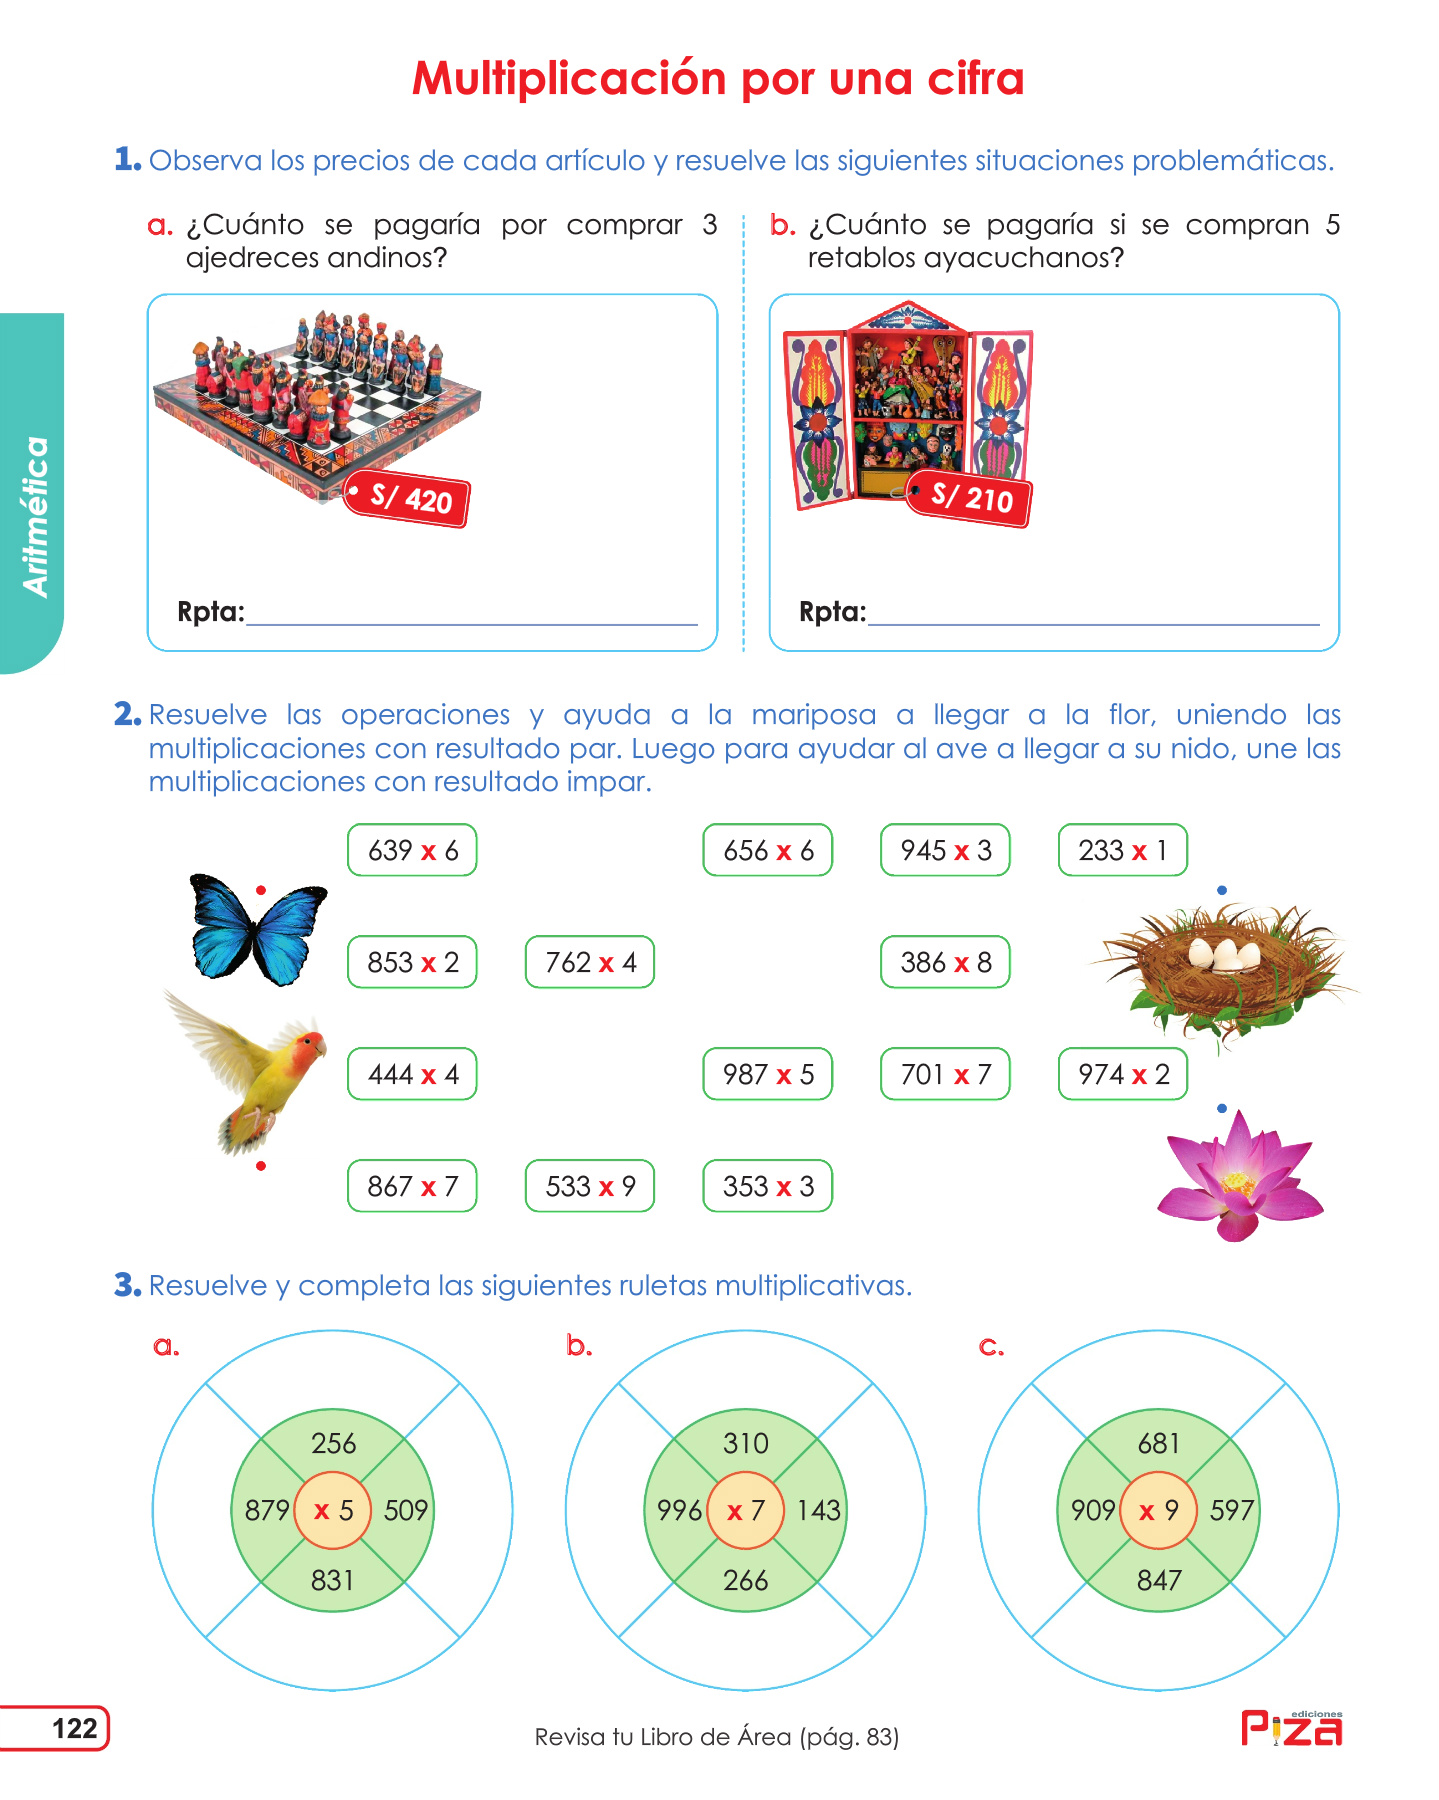 Multiplicación por una cifra
1. Observa los precios de cada artículo y resuelve las siguientes situaciones problemáticas.
a. ¿Cuánto se pagaría por comprar 3
ajedreces andinos?
S/ 420
Rpta:
b. ¿Cuánto se pagaría si se compran 5
retablos ayacuchanos?
S/ 210
Rpta:
Aritmética
2. Resuelve las operaciones y ayuda a la mariposa a llegar a la flor, uniendo las
multiplicaciones con resultado par. Luego para ayudar al ave a llegar a su nido, une las
multiplicaciones con resultado impar.
639 x 6 656 x 6 945 x 3 233 x 1
853 x 2 762 x 4 386 x 8
444 x 4 987 x 5 701 x 7 974 x 2
867 x 7 533 x 9 353 x 3
3. Resuelve y completa las siguientes ruletas multiplicativas.
a.
256
879 x 5 509
831
b.
310
996 x 7 143
266
c.
681
909 x 9 597
847
122
Revisa tu Libro de Área (pág. 83)
ediciones
Piza